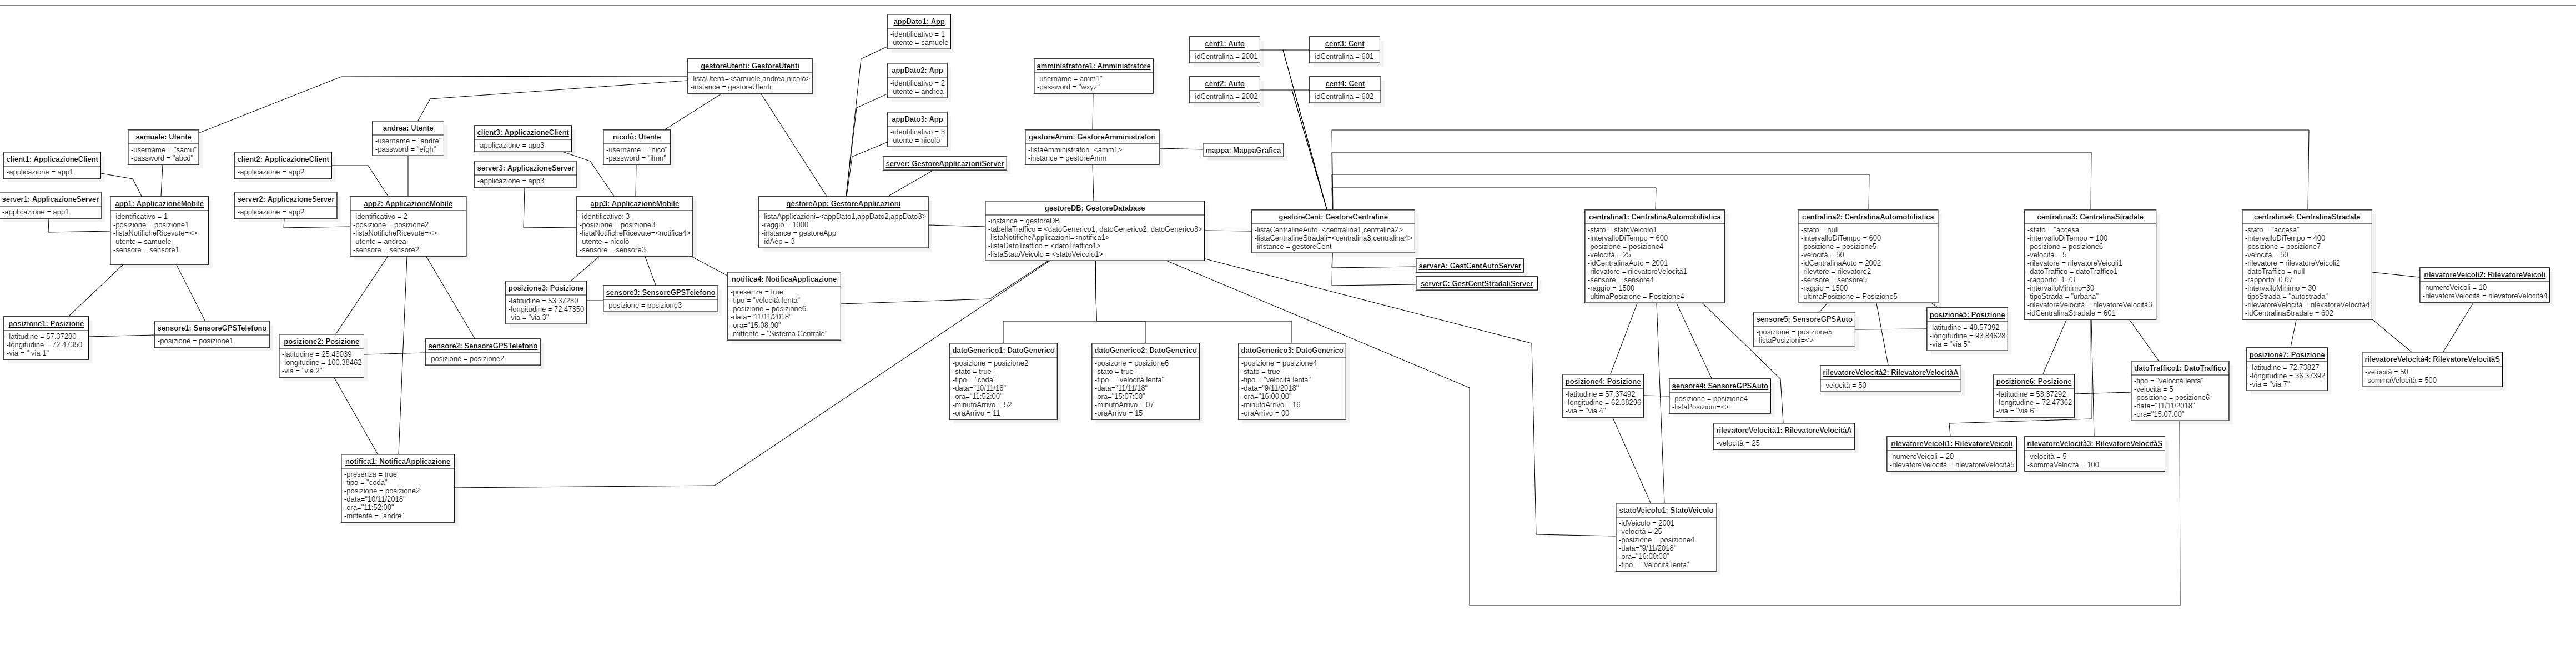 appDato1: App
-identificativo = 1
-utente = samuele
appDato2: App
-identificativo = 2
-utente = andrea
appDato3: App
-identificativo = 3
-utente = nicolò
server: GestoreApplicazioniServer
gestoreUtenti: GestoreUtenti
-listaUtenti=<samuele,andrea,nicolò>
-instance = gestoreUtenti
amministratore1: Amministratore
-username = amm1"
-password = "wxyz"
cent1: Auto
-idCentralina = 2001
cent3: Cent
-idCentralina = 601
cent2: Auto
-idCentralina = 2002
cent4: Cent
-idCentralina = 602
samuele: Utente
-username = "samu"
-password = "abcd"
andrea: Utente
-username = "andre"
-password = "efgh"
client3: ApplicazioneClient
-applicazione = app3
nicolò: Utente
-username = "nico"
-password = "ilmn"
gestoreAmm: GestoreAmministratori
-listaAmministratori=<amm1>
-instance = gestoreAmm
mappa: MappaGrafica
client1: ApplicazioneClient
-applicazione = app1
client2: ApplicazioneClient
-applicazione = app2
server3: ApplicazioneServer
-applicazione = app3
server1: ApplicazioneServer
-applicazione = app1
app1: ApplicazioneMobile
-identificativo = 1
-posizione = posizione1
-listaNotificheRicevute=<>
-utente = samuele
-sensore = sensore1
server2: ApplicazioneServer
-applicazione = app2
app2: ApplicazioneMobile
-identificativo = 2
-posizione = posizione2
-listaNotificheRicevute=<>
-utente = andrea
-sensore = sensore2
app3: ApplicazioneMobile
-identificativo: 3
-posizione = posizione3
-listaNotificheRicevute=<notifica4>
-utente = nicolò
-sensore = sensore3
gestoreApp: GestoreApplicazioni
-listaApplicazioni=<appDato1,appDato2,appDato3>
-raggio = 1000
-instance = gestoreApp
-idAèp = 3
gestoreDB: GestoreDatabase
-instance = gestoreDB
-tabellaTraffico = <datoGenerico1, datoGenerico2, datoGenerico3>
-listaNotificheApplicazioni=<notifica1>
-listaDatoTraffico = <datoTraffico1>
-listaStatoVeicolo = <statoVeicolo1>
gestoreCent: GestoreCentraline
-listaCentralineAuto=<centralina1,centralina2>
-listaCentralineStradali=<centralina3,centralina4>
-instance = gestoreCent
serverA: GestCentAutoServer
serverC: GestCentStradaliServer
centralina1: CentralinaAutomobilistica
-stato = statoVeicolo1
-intervalloDiTempo = 600
-posizione = posizione4
-velocità = 25
-idCentralinaAuto = 2001
-rilevatore = rilevatoreVelocità1
-sensore = sensore4
-raggio = 1500
-ultimaPosizione = Posizione4
centralina2: CentralinaAutomobilistica
-stato = null
-intervalloDiTempo = 600
-posizione = posizione5
-velocità = 50
-idCentralinaAuto = 2002
-rilevtore = rilevatore2
-sensore = sensore5
-raggio = 1500
-ultimaPosizione = Posizione5
centralina3: CentralinaStradale
-stato = "accesa"
-intervalloDiTempo = 100
-posizione = posizione6
-velocità = 5
-rilevatore = rilevatoreVeicoli1
-datoTraffico = datoTraffico1
-rapporto=1.73
-intervalloMinimo=30
-tipoStrada = "urbana"
-rilevatoreVelocità = rilevatoreVelocità3
-idCentralinaStradale = 601
centralina4: CentralinaStradale
-stato = "accesa"
-intervalloDiTempo = 400
-posizione = posizione7
-velocità = 50
-rilevatore = rilevatoreVeicoli2
-datoTraffico = null
-rapporto=0.67
-intervalloMinimo = 30
-tipoStrada = "autostrada"
-rilevatoreVelocità = rilevatoreVelocità4
-idCentralinaStradale = 602
rilevatoreVeicoli2: RilevatoreVeicoli
-numeroVeicoli = 10
-rilevatoreVelocità = rilevatoreVelocità4
posizione1: Posizione
-latitudine = 57.37280
-longitudine = 72.47350
-via = " via 1"
sensore1: SensoreGPSTelefono
-posizione = posizione1
posizione2: Posizione
-latitudine = 25.43039
-longitudine = 100.38462
-via = "via 2"
sensore2: SensoreGPSTelefono
-posizione = posizione2
posizione3: Posizione
-latitudine = 53.37280
-longitudine = 72.47350
-via = "via 3"
sensore3: SensoreGPSTelefono
-posizione = posizione3
notifica4: NotificaApplicazione
-presenza = true
-tipo = "velocità lenta"
-posizione = posizione6
-data="11/11/2018"
-ora="15:08:00"
-mittente = "Sistema Centrale"
datoGenerico1: DatoGenerico
-posizione = posizione2
-stato = true
-tipo = "coda"
-data="10/11/18"
-ora="11:52:00"
-minutoArrivo = 52
-oraArrivo = 11
datoGenerico2: DatoGenerico
-posizone = posizione6
-stato = true
-tipo = "velocità lenta"
-data="11/11/18"
-ora="15:07:00"
-minutoArrivo = 07
-oraArrivo = 15
datoGenerico3: DatoGenerico
-posizione = posizione4
-stato = true
-tipo = "velocità lenta"
-data="9/11/2018"
-ora="16:00:00"
-minutoArrivo = 16
-oraArrivo = 00
posizione4: Posizione
-latitudine = 57.37492
-longitudine = 62.38296
-via = "via 4"
sensore4: SensoreGPSAuto
-posizione = posizione4
-listaPosizioni=<>
rilevatoreVelocità1: RilevatoreVelocitàA
-velocità = 25
sensore5: SensoreGPSAuto
-posizione = posizione5
-listaPosizioni=<>
posizione5: Posizione
-latitudine = 48.57392
-longitudine = 93.84628
-via = "via 5"
rilevatoreVelocità2: RilevatoreVelocitàA
-velocità = 50
posizione6: Posizione
-latitudine = 53.37292
-longitudine = 72.47362
-via = "via 6"
datoTraffico1: DatoTraffico
-tipo = "velocità lenta"
-velocità = 5
-posizione = posizione6
-data="11/11/2018"
-ora="15:07:00"
rilevatoreVeicoli1: RilevatoreVeicoli
-numeroVeicoli = 20
-rilevatoreVelocità = rilevatoreVelocità5
rilevatoreVelocità3: RilevatoreVelocitàS
-velocità = 5
-sommaVelocità = 100
posizione7: Posizione
-latitudine = 72.73827
-longitudine = 36.37392
-via = "via 7"
rilevatoreVelocità4: RilevatoreVelocitàS
-velocità = 50
-sommaVelocità = 500
notifica1: NotificaApplicazione
-presenza = true
-tipo = "coda"
-posizione = posizione2
-data="10/11/2018"
-ora="11:52:00"
-mittente = "andre"
statoVeicolo1: StatoVeicolo
-idVeicolo = 2001
-velocità = 25
-posizione = posizione4
-data="9/11/2018"
-ora="16:00:00"
-tipo = "Velocità lenta"